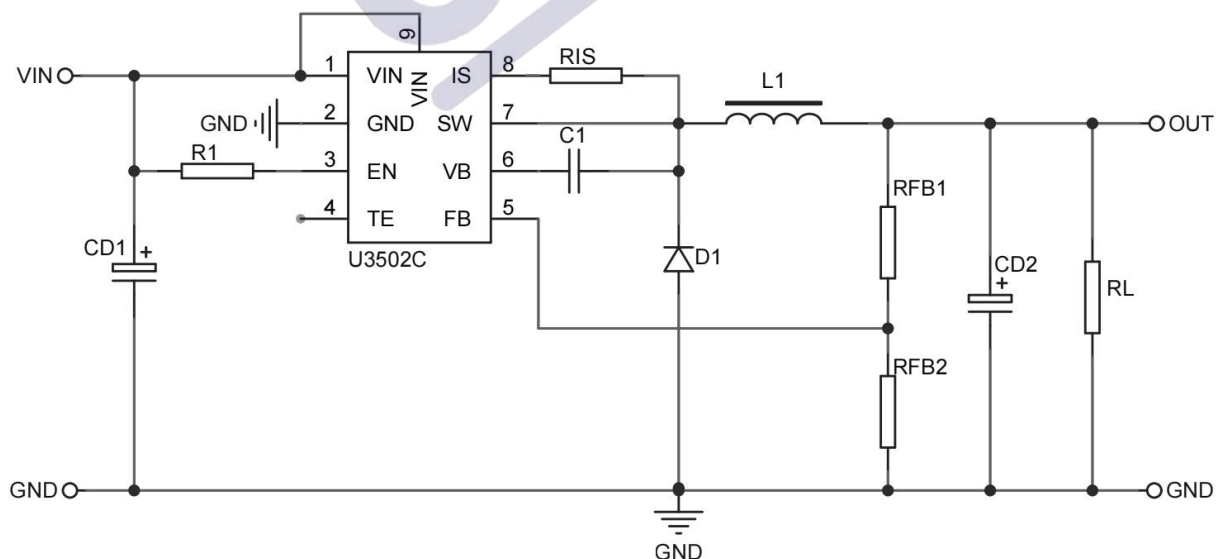 9
VIN
1
VIN
VIN
IS
8
RIS
L1
GND
2
GND
SW
7
OUT
R1
3
EN
VB
6
C1
RFB1
4
TE
FB
5
CD1
+
U3502C
D1
CD2
+
RL
RFB2
GND
GND
GND